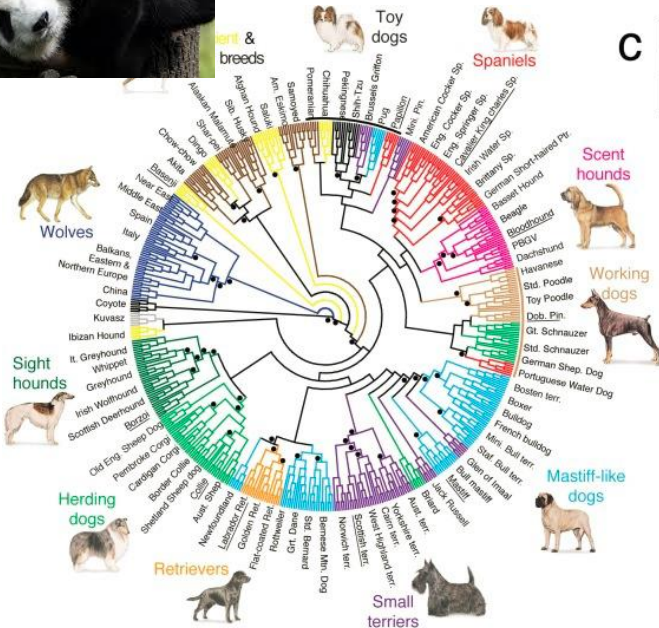 ent &
breeds
Toy
dogs
Spaniels
C
Scent
hounds
Working
dogs
Mastiff-like
dogs
Small
terriers
Retrievers
Herding
dogs
Sight
hounds
Wolves
Basenji
Akita
Chow-chow
Dingo
Shar-pei
Alaskan Malamute
Sib. Husky
Afghan Hound
Saluki
Am. Eskimo
Samoyed
Pomeranian
Chihuahua
Pekingnese
Shih-Tzu
Brussels Griffon
Pug
Papillon
Mini. Pin.
American Cocker Sp.
Eng. Cocker Sp.
Eng. Springer Sp.
Cavalier King charles Sp.
Irish Water Sp.
Brittany Sp.
German Short-haired Ptr.
Basset Hound
Beagle
Bloodhound
PBGV
Dachshund
Havanese
Std. Poodle
Toy Poodle
Dob. Pin.
Gt. Schnauzer
Std. Schnauzer
German Shep. Dog
Portuguese Water Dog
Bosten terr.
Boxer
Bulldog
French bulldog
Mini. Bull terr.
Staf. Bull terr.
Glen of Imaal
Bull mastiff
Mastiff
Jack Russell
Briard
Aust. terr.
Yorkshire terr.
Cairn terr.
West Highland terr.
Scottish terr.
Norwich terr.
Bernese Mtn. Dog
Std. Bernard
Grt. Dane
Rottweiler
Flat-coated Ret.
Golden Ret.
Labrador Ret.
Newfoundland
Aust. Shep
Collie
Shetland Sheep dog
Border Collie
Cardigan Corgi
Pembroke Corgi
Old Eng. Sheep Dog
Borzoi
Scottish Deerhound
Irish Wolfhound
Greyhound
Whippet
It. Greyhound
Ibizan Hound
Kuvasz
Coyote
China
Balkans,
Eastern &
Northern Europe
Italy
Spain
Middle East
Near East